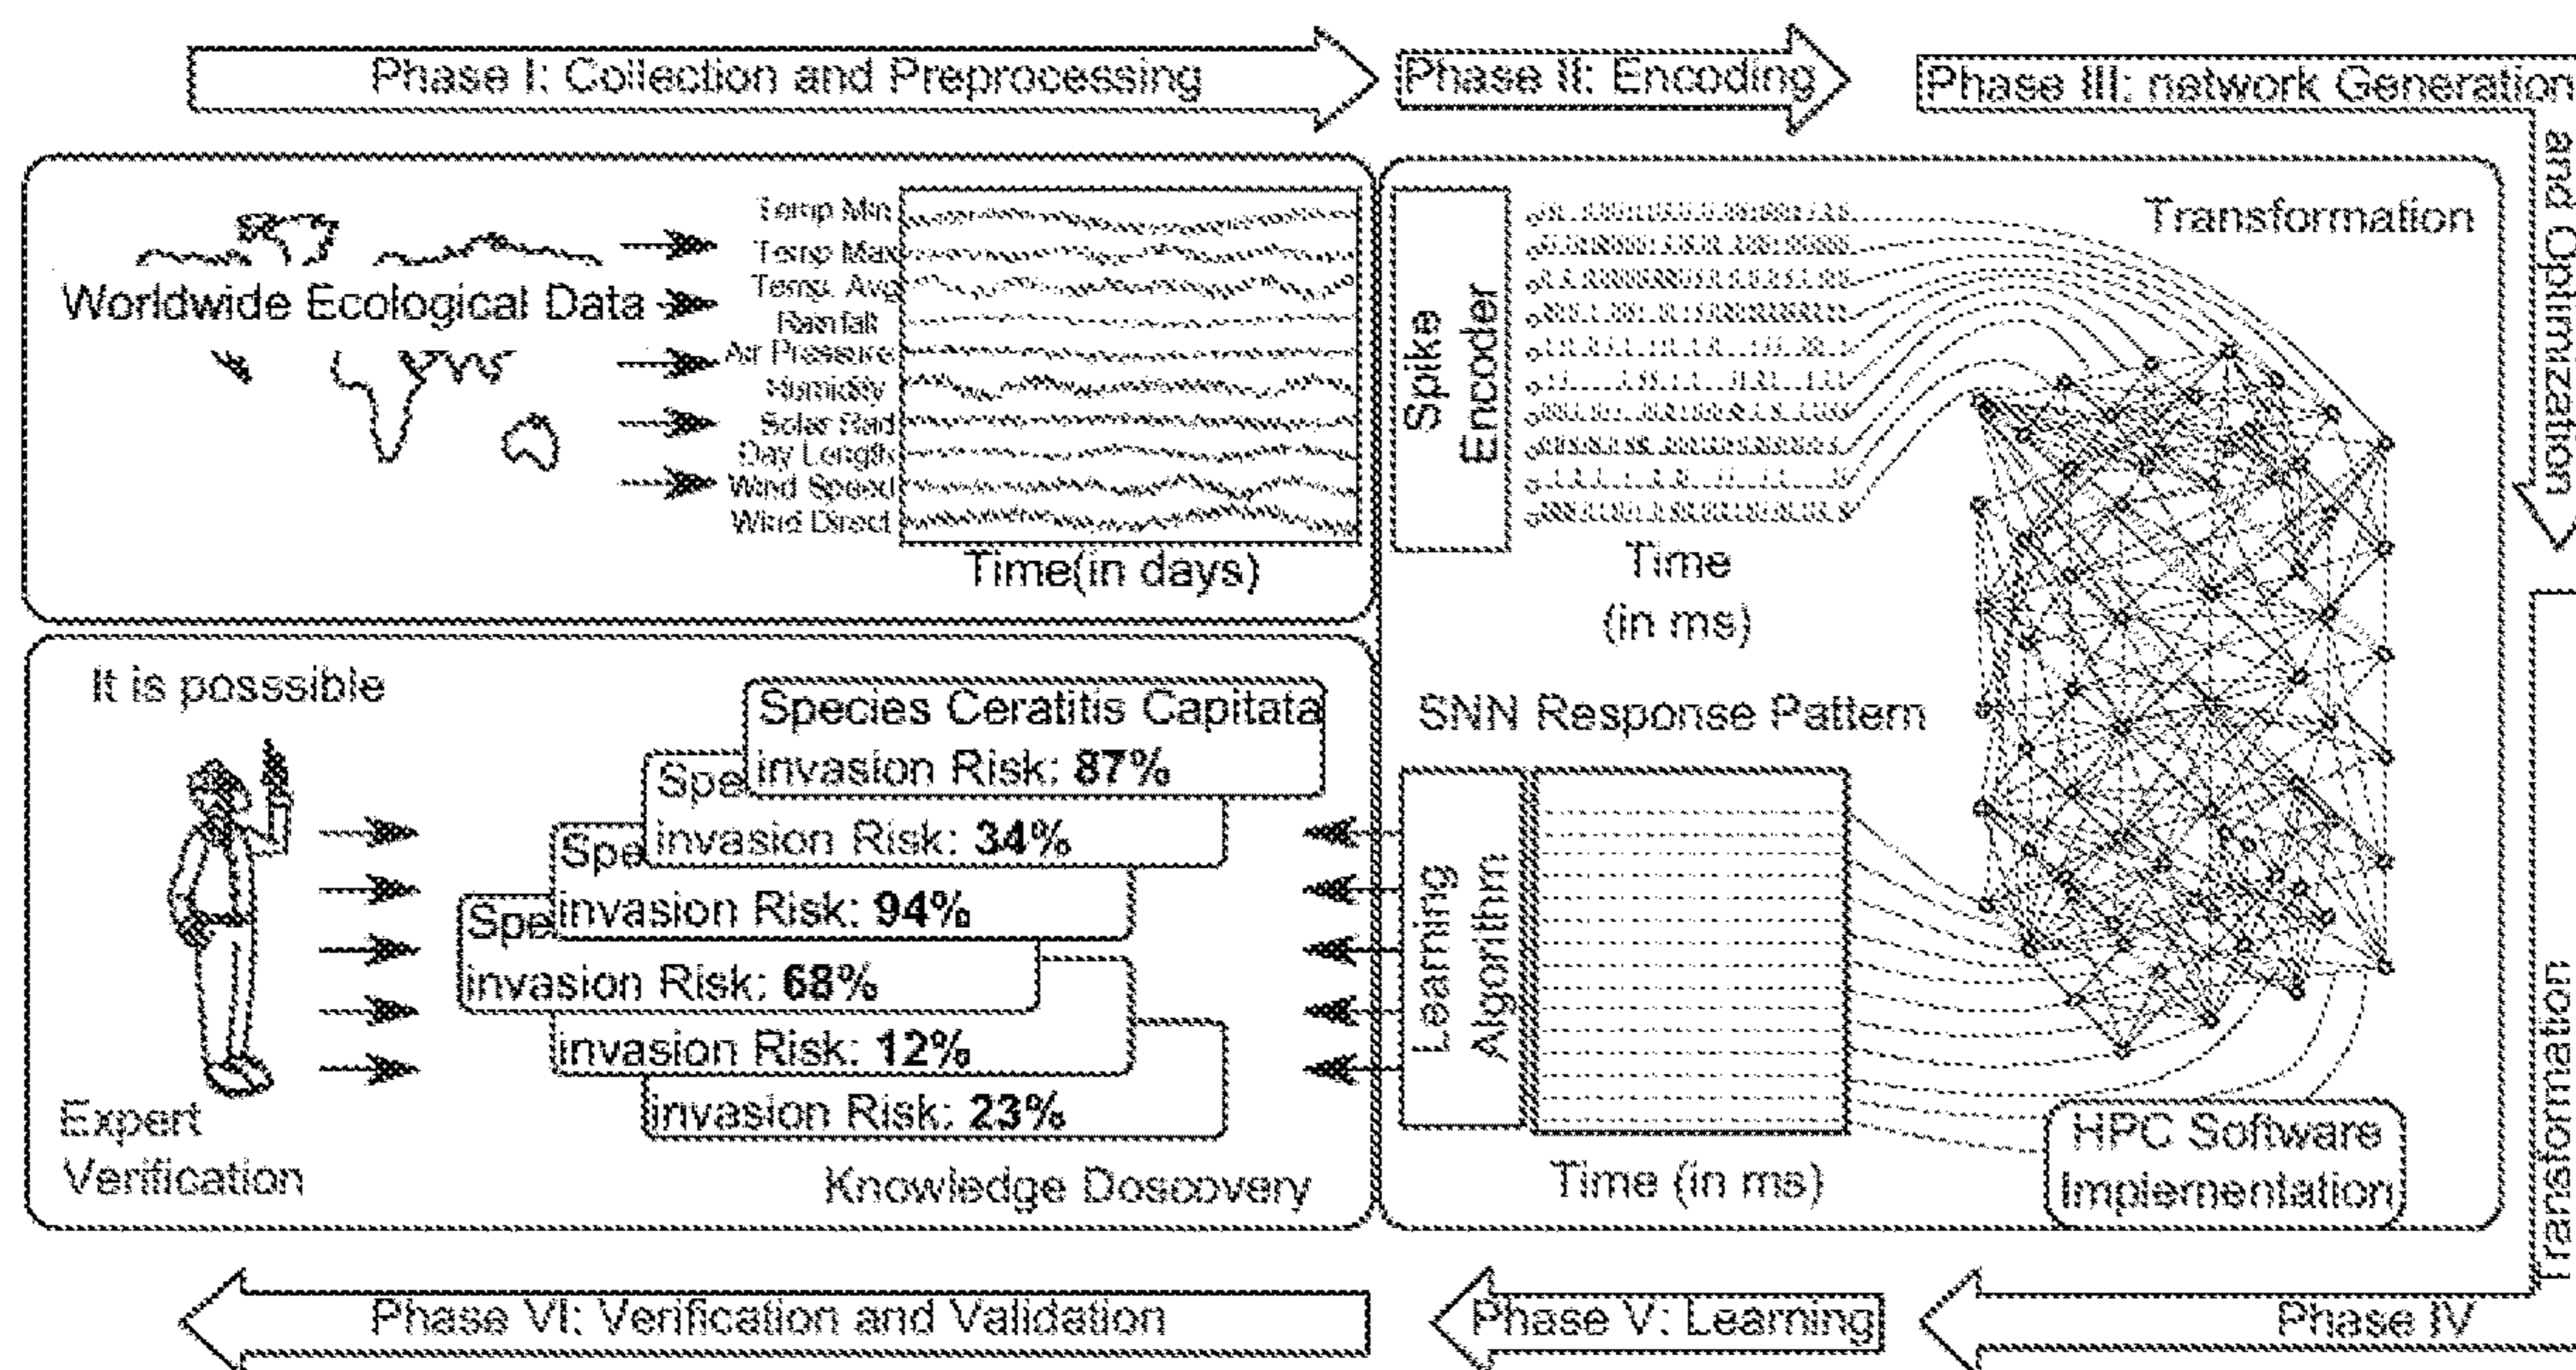 Phase I: Collection and Preprocessing
Phase II: Encoding
Phase III: network Generation
and Optimization
Worldwide Ecological Data
Temp Min
Temp Max
Temp. Avg
Rainfall
Air Pressure
Humidity
Solar Rad
Day Length
Wind Speed
Wind Direct
Time(in days)
Spike
Encoder
Time
(in ms)
Transformation
SNN Response Pattern
Learning
Algorithm
Time (in ms)
HPC Software
Implementation
It is posssible
Expert
Verification
Species Ceratitis Capitata
invasion Risk: 87%
Spe
invasion Risk: 34%
Spe
invasion Risk: 94%
Spe
invasion Risk: 68%
invasion Risk: 12%
invasion Risk: 23%
Knowledge Doscovery
Transformation
Phase IV
Phase V: Learning
Phase VI: Verification and Validation